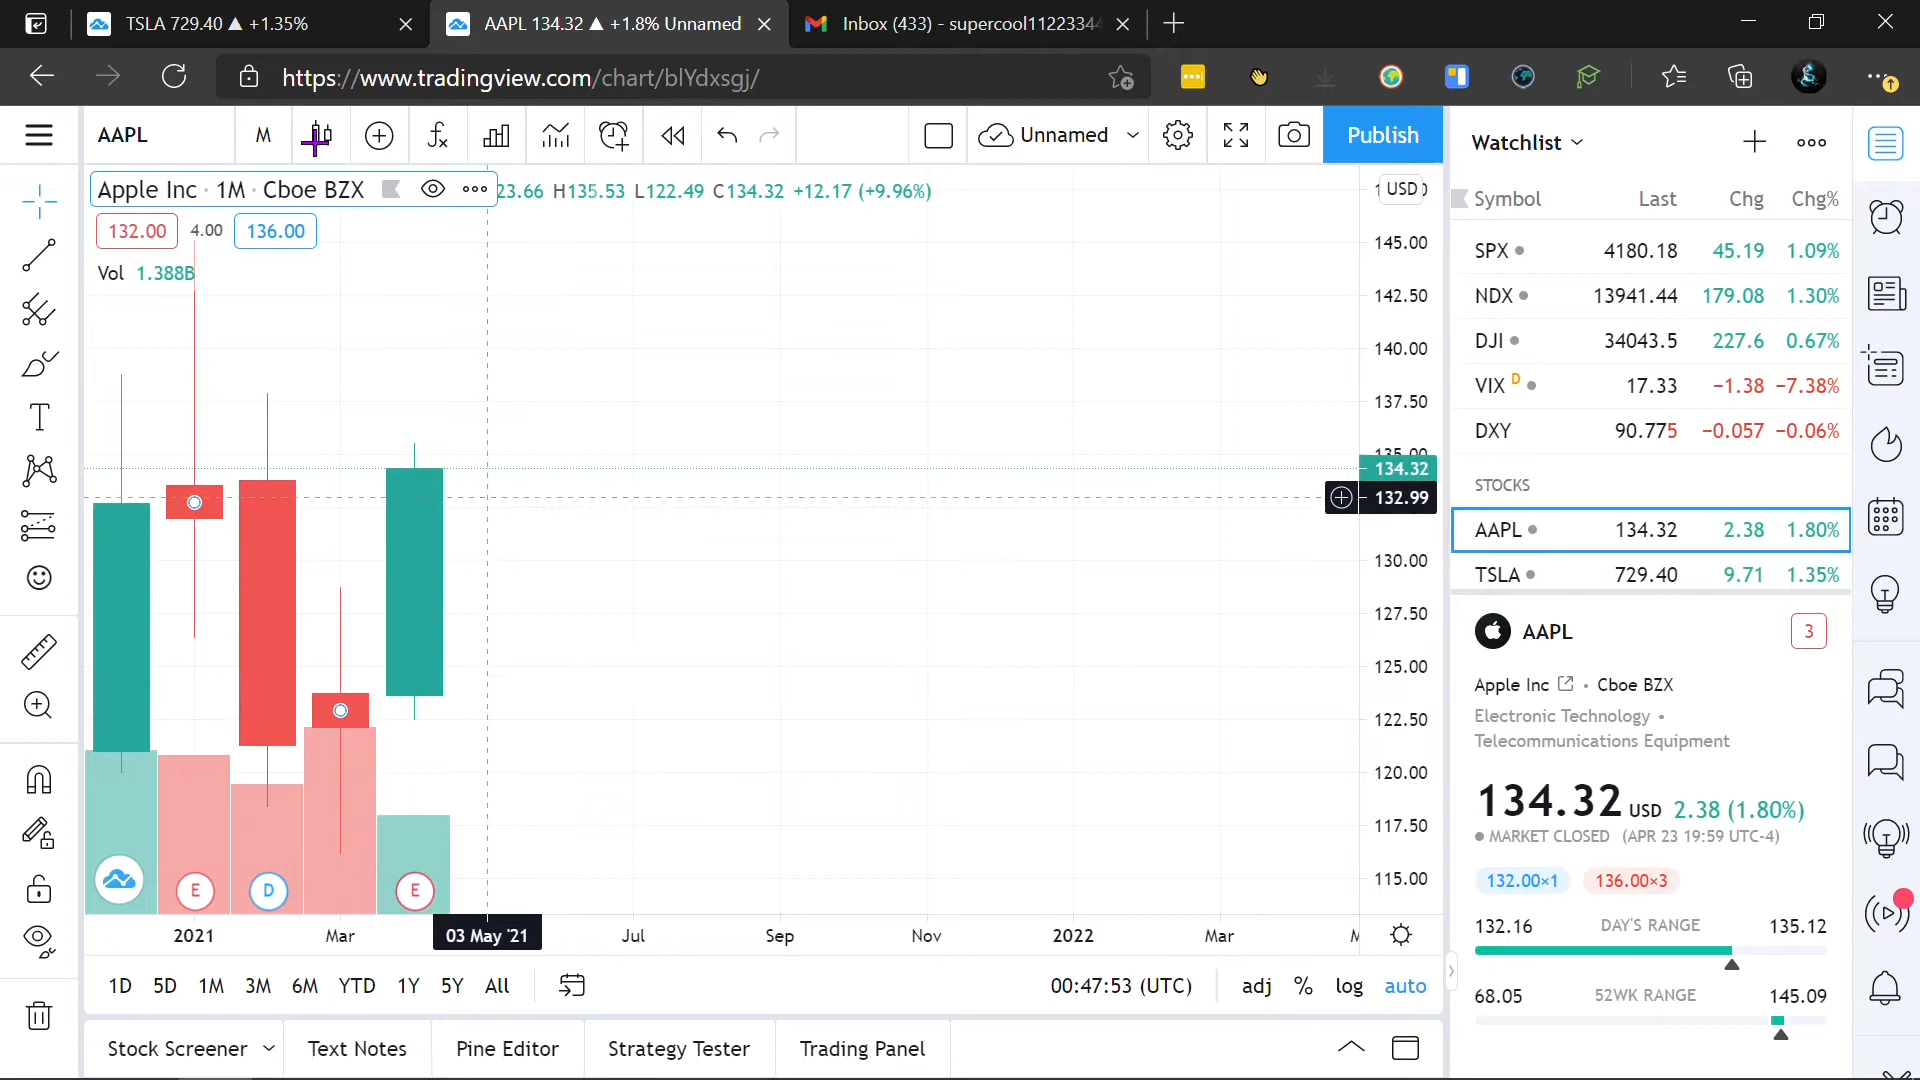 TSLA 729.40 ▲ +1.35%
AAPL 134.32 ▲ +1.8% Unnamed
Inbox (433) - supercool11223344
https://www.tradingview.com/chart/blYdxsgj/
AAPL
M
Unnamed
Publish
Apple Inc · 1M · Cboe BZX
23.66 H135.53 L122.49 C134.32 +12.17 (+9.96%)
USD
132.00
4.00
136.00
Vol 1.388B
145.00
142.50
140.00
137.50
135.00
134.32
132.99
130.00
127.50
125.00
122.50
120.00
117.50
115.00
E
D
E
2021
Mar
03 May '21
Jul
Sep
Nov
2022
Mar
1D 5D 1M 3M 6M YTD 1Y 5Y All
00:47:53 (UTC)
adj % log auto
Stock Screener
Text Notes
Pine Editor
Strategy Tester
Trading Panel
Watchlist
Symbol Last Chg Chg%
SPX 4180.18 45.19 1.09%
NDX 13941.44 179.08 1.30%
DJI 34043.5 227.6 0.67%
VIX D 17.33 −1.38 −7.38%
DXY 90.775 −0.057 −0.06%
STOCKS
AAPL 134.32 2.38 1.80%
TSLA 729.40 9.71 1.35%
AAPL
3
Apple Inc · Cboe BZX
Electronic Technology •
Telecommunications Equipment
134.32 USD 2.38 (1.80%)
MARKET CLOSED (APR 23 19:59 UTC-4)
132.00×1 136.00×3
132.16 DAY'S RANGE 135.12
68.05 52WK RANGE 145.09